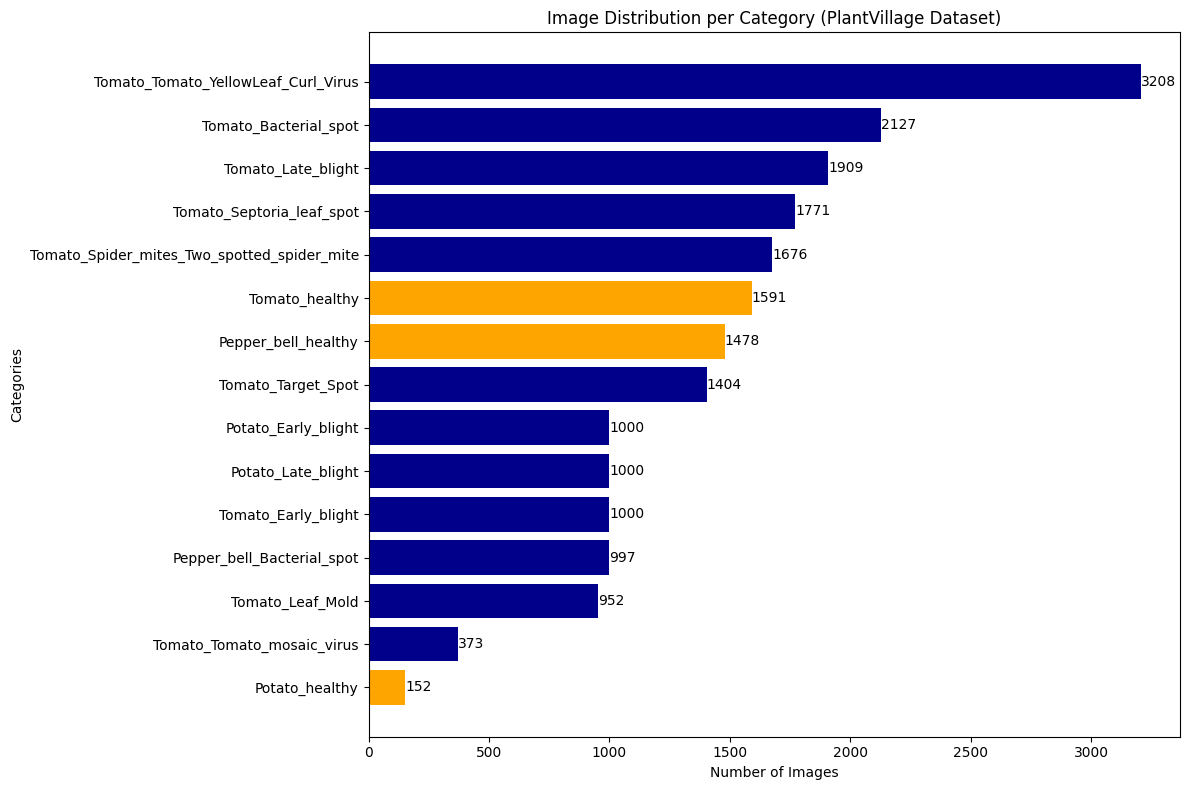 Image Distribution per Category (PlantVillage Dataset)
Categories
Tomato_Tomato_YellowLeaf_Curl_Virus 3208
Tomato_Bacterial_spot 2127
Tomato_Late_blight 1909
Tomato_Septoria_leaf_spot 1771
Tomato_Spider_mites_Two_spotted_spider_mite 1676
Tomato_healthy 1591
Pepper_bell_healthy 1478
Tomato_Target_Spot 1404
Potato_Early_blight 1000
Potato_Late_blight 1000
Tomato_Early_blight 1000
Pepper_bell_Bacterial_spot 997
Tomato_Leaf_Mold 952
Tomato_Tomato_mosaic_virus 373
Potato_healthy 152
0 500 1000 1500 2000 2500 3000
Number of Images